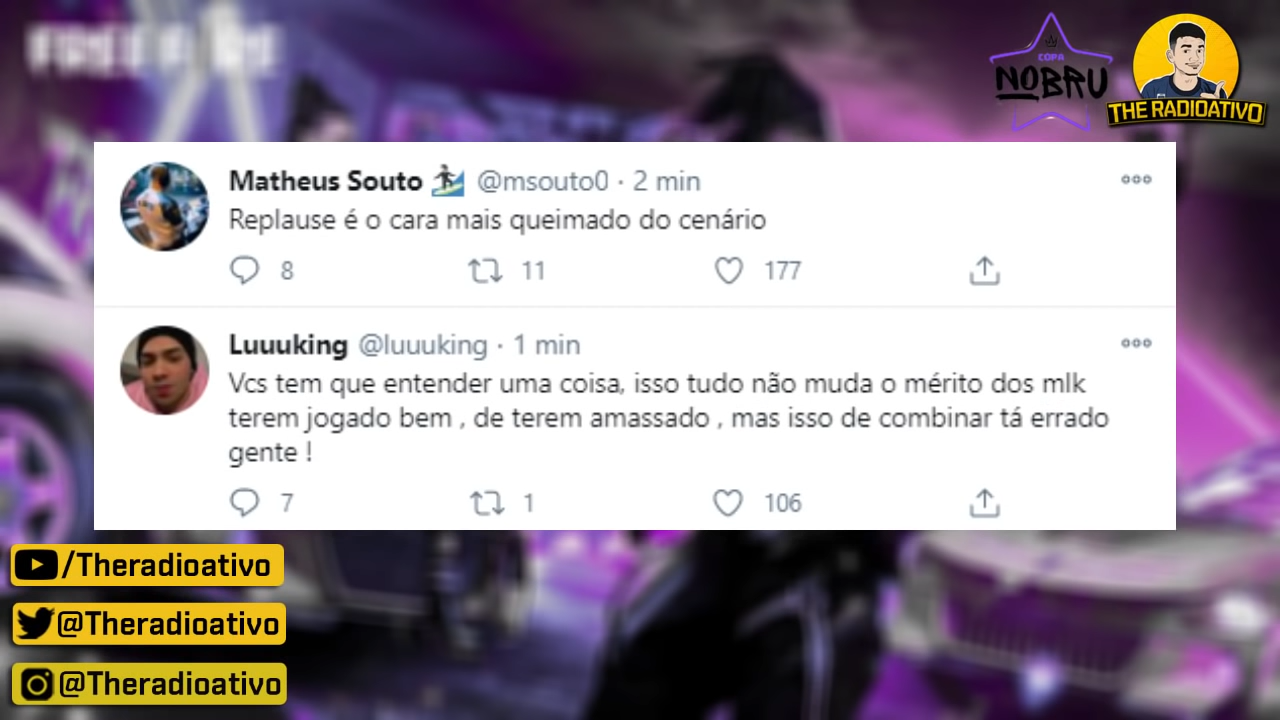 FREE FIRE
COPA
NOBRU
THE RADIOATIVO
Matheus Souto @msouto0 · 2 min
Replause é o cara mais queimado do cenário
8 11 177
Luuuking @luuuking · 1 min
Vcs tem que entender uma coisa, isso tudo não muda o mérito dos mlk
terem jogado bem , de terem amassado , mas isso de combinar tá errado
gente !
7 1 106
/Theradioativo
@Theradioativo
@Theradioativo